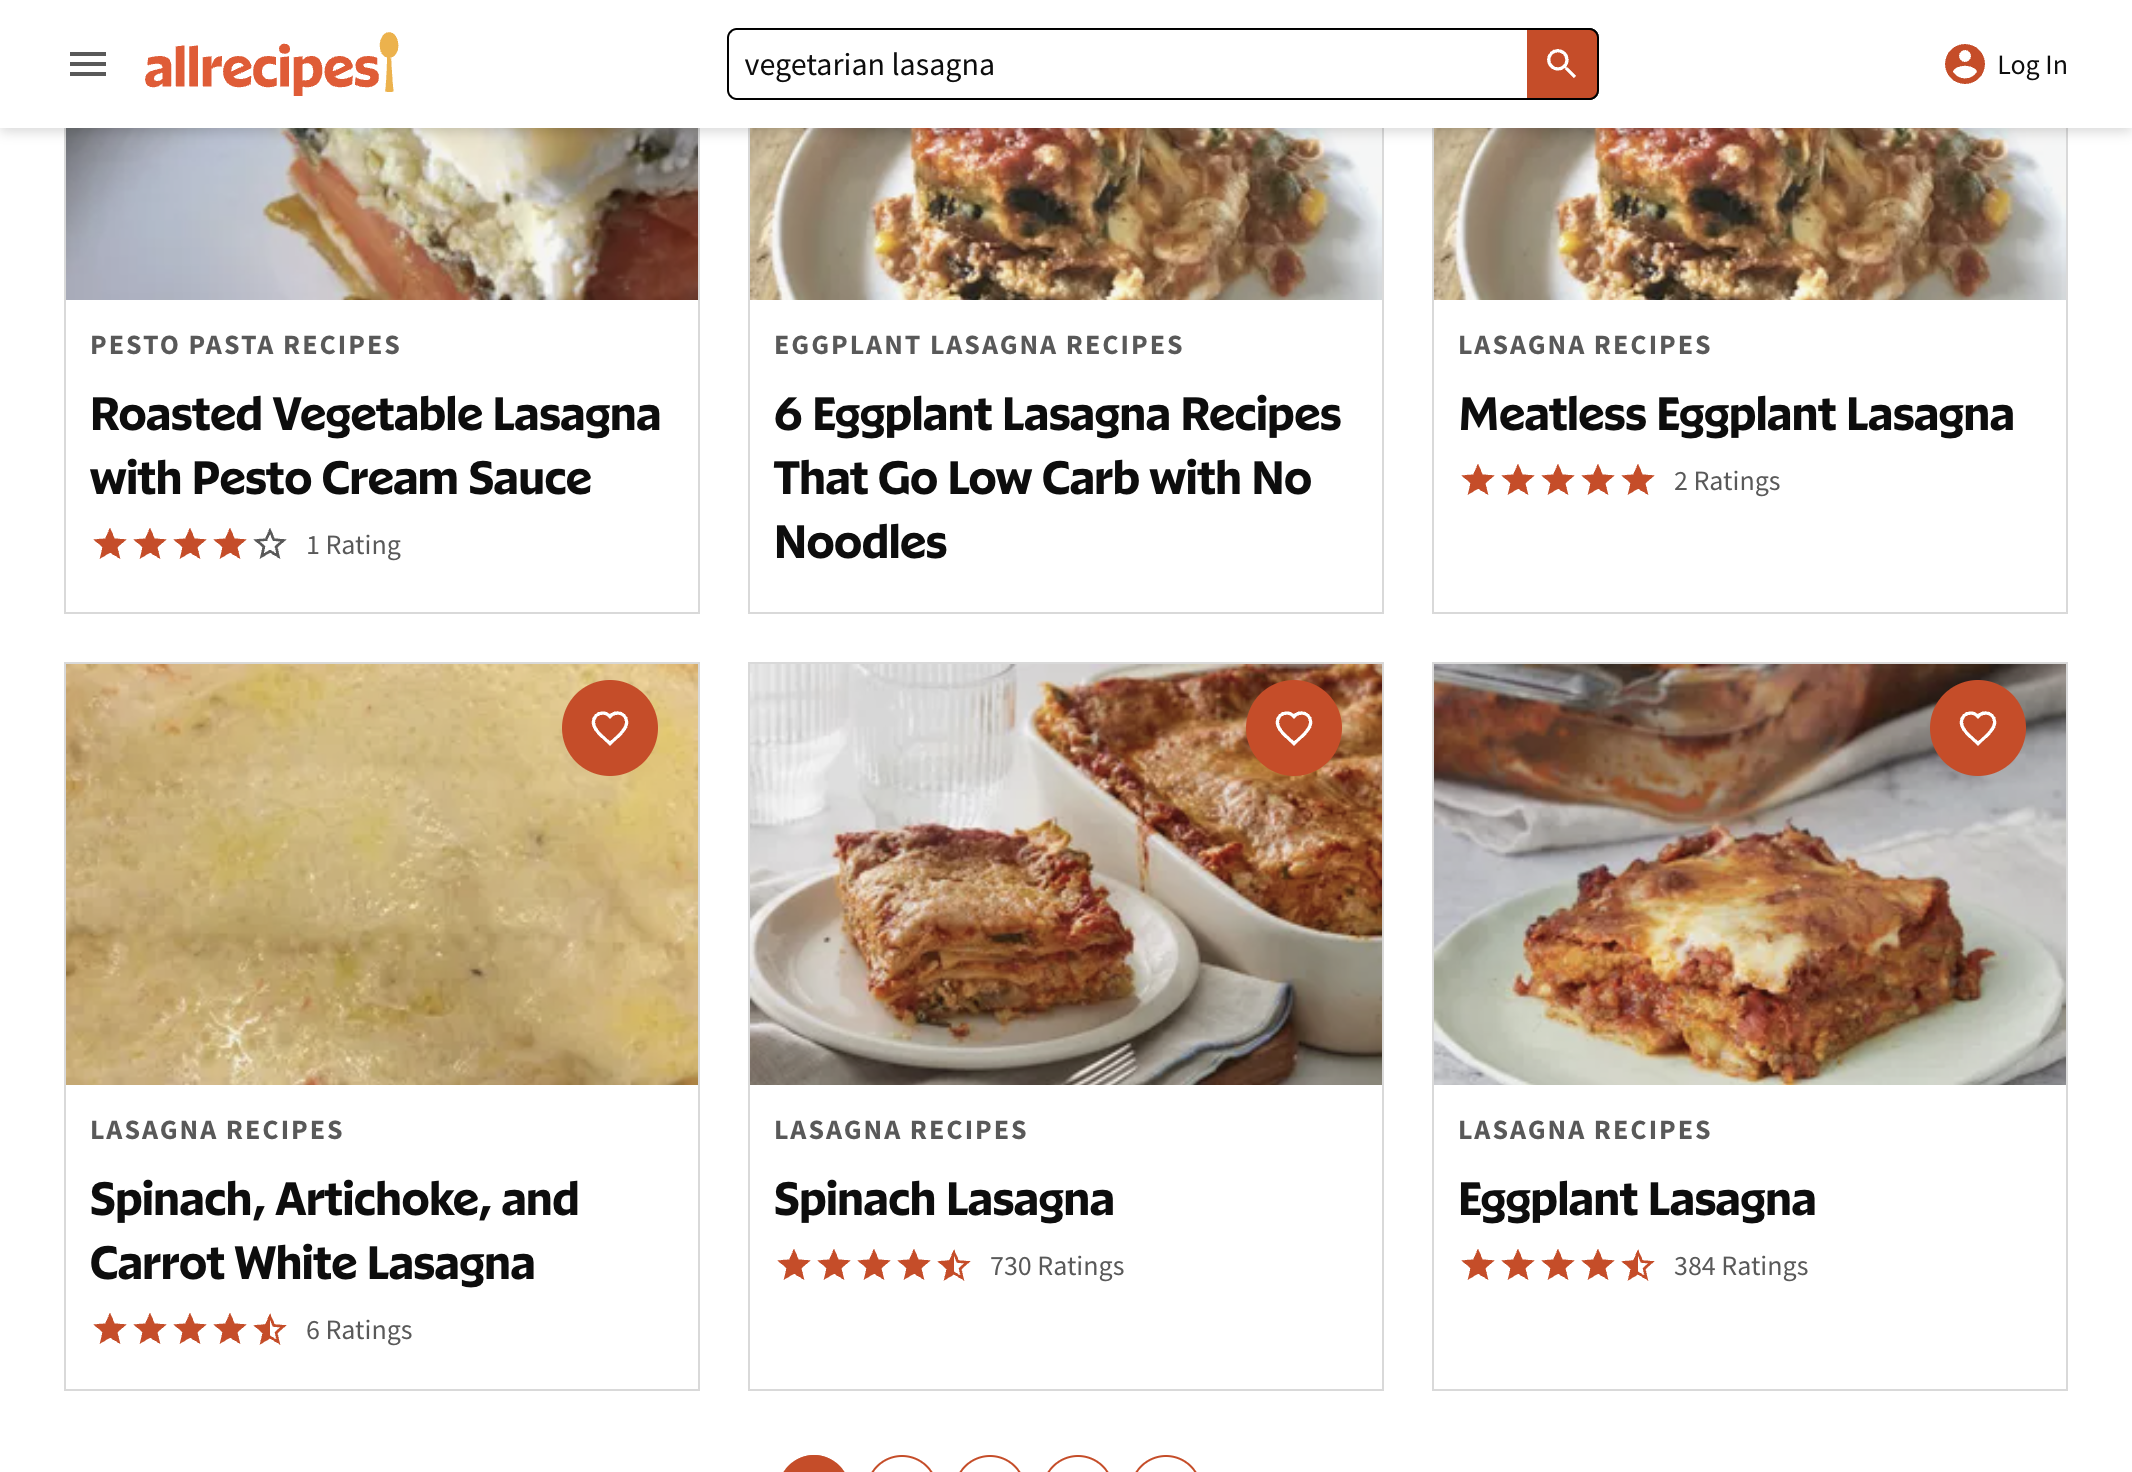 allrecipes
vegetarian lasagna
Log In
PESTO PASTA RECIPES
Roasted Vegetable Lasagna
with Pesto Cream Sauce
1 Rating
EGGPLANT LASAGNA RECIPES
6 Eggplant Lasagna Recipes
That Go Low Carb with No
Noodles
LASAGNA RECIPES
Meatless Eggplant Lasagna
2 Ratings
LASAGNA RECIPES
Spinach, Artichoke, and
Carrot White Lasagna
6 Ratings
LASAGNA RECIPES
Spinach Lasagna
730 Ratings
LASAGNA RECIPES
Eggplant Lasagna
384 Ratings